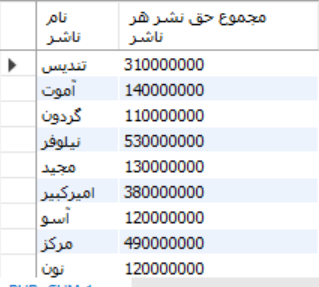 نام ناشر	مجموع حق نشر هر ناشر
تندیس	310000000
آموت	140000000
گردون	110000000
نیلوفر	530000000
مجید	130000000
امیرکبیر	380000000
آسو	120000000
مرکز	490000000
نون	120000000